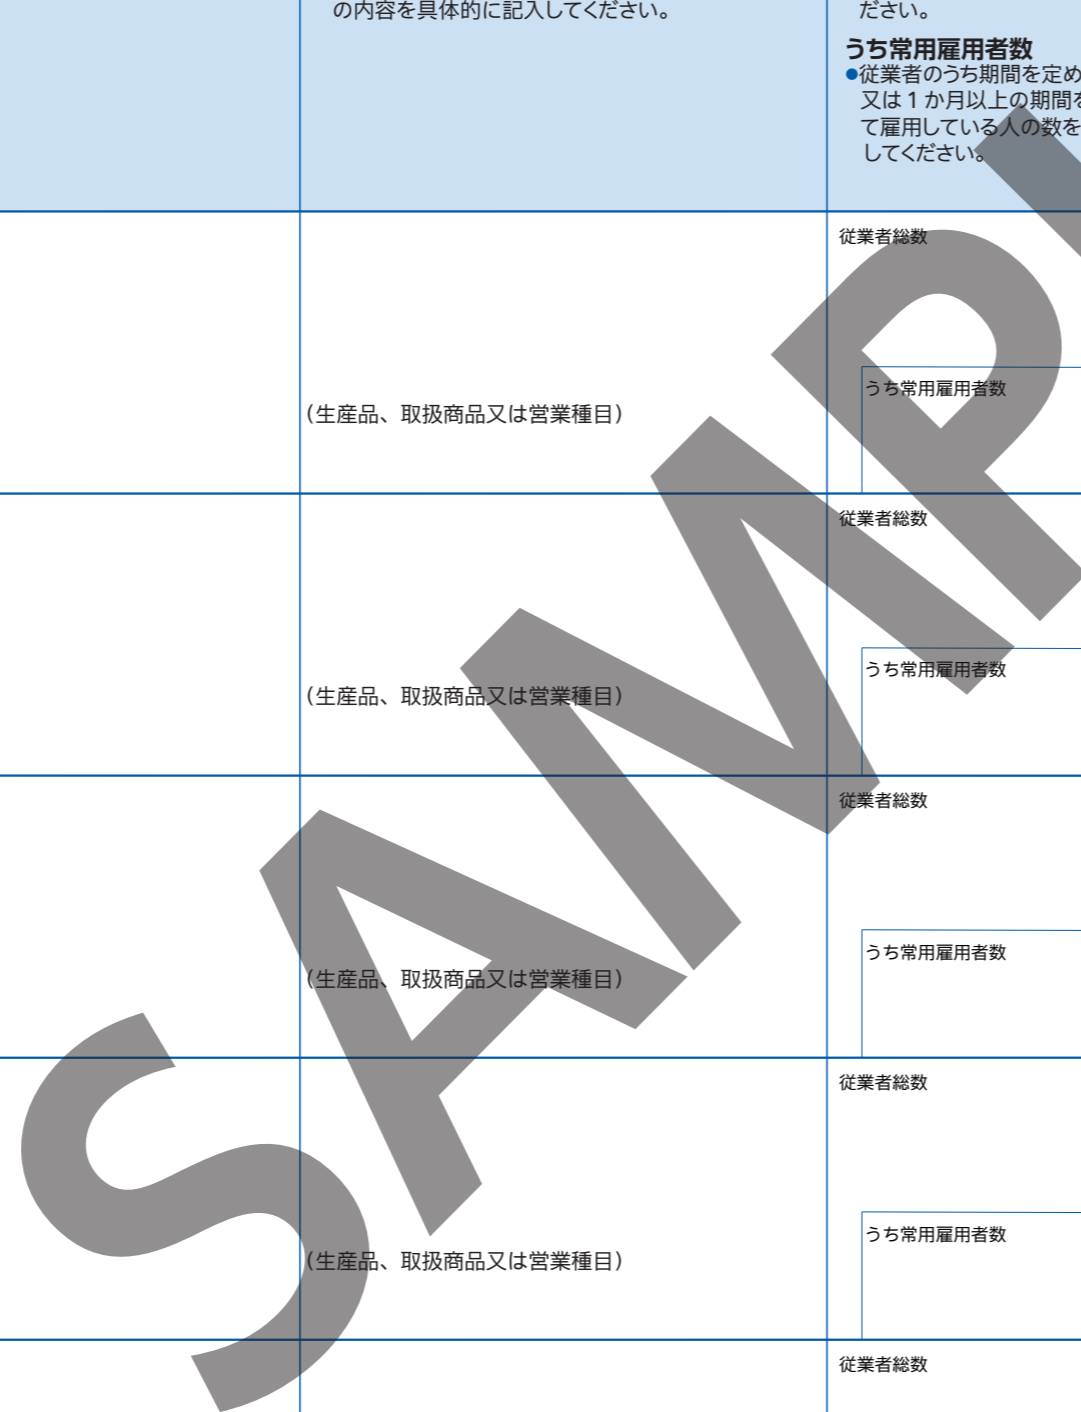 の内容を具体的に記入してください。
ださい。
うち常用雇用者数
●従業者のうち期間を定め
又は1か月以上の期間を
て雇用している人の数を
してください。
従業者総数
うち常用雇用者数
(生産品、取扱商品又は営業種目)
従業者総数
うち常用雇用者数
(生産品、取扱商品又は営業種目)
従業者総数
うち常用雇用者数
(生産品、取扱商品又は営業種目)
従業者総数
うち常用雇用者数
(生産品、取扱商品又は営業種目)
従業者総数
SAMP